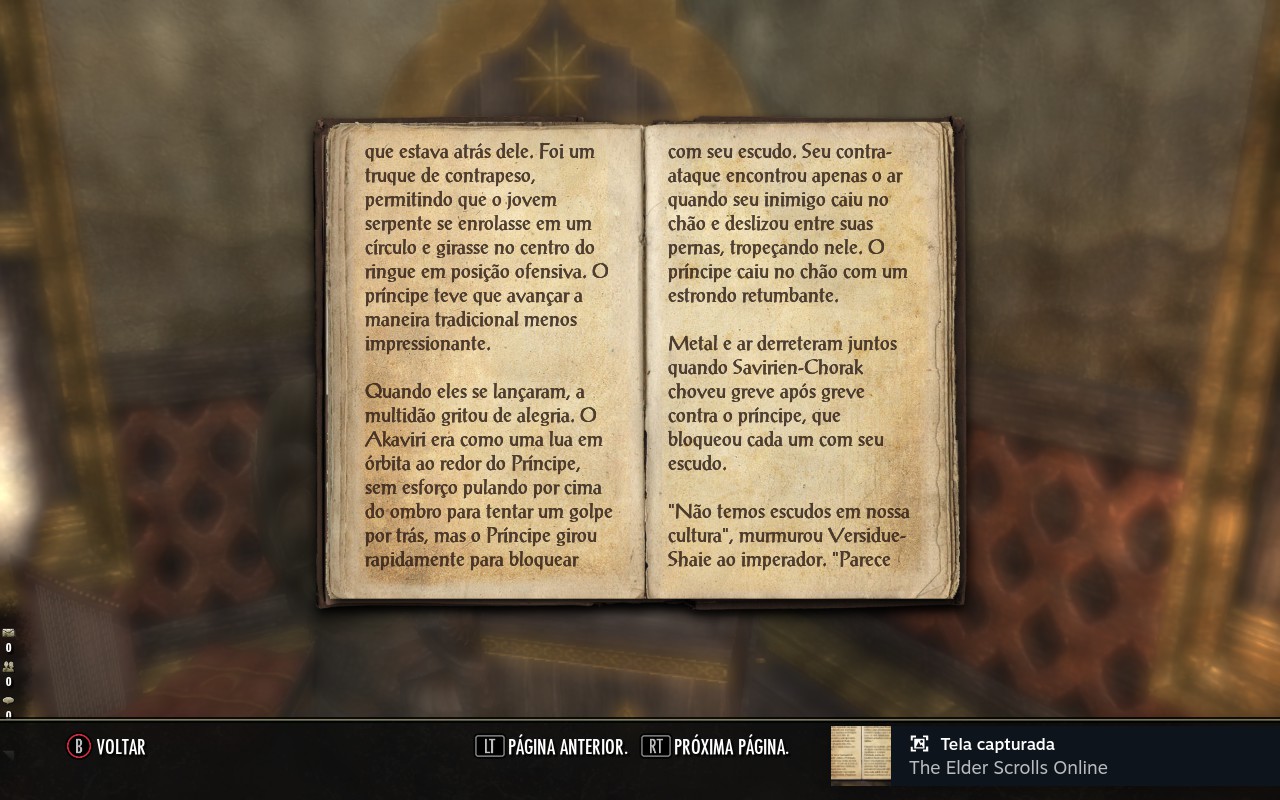 que estava atrás dele. Foi um
truque de contrapeso,
permitindo que o jovem
serpente se enrolasse em um
círculo e girasse no centro do
ringue em posição ofensiva. O
príncipe teve que avançar a
maneira tradicional menos
impressionante.
Quando eles se lançaram, a
multidão gritou de alegria. O
Akaviri era como uma lua em
órbita ao redor do Príncipe,
sem esforço pulando por cima
do ombro para tentar um golpe
por trás, mas o Príncipe girou
rapidamente para bloquear
com seu escudo. Seu contra-
ataque encontrou apenas o ar
quando seu inimigo caiu no
chão e deslizou entre suas
pernas, tropeçando nele. O
príncipe caiu no chão com um
estrondo retumbante.
Metal e ar derreteram juntos
quando Savirien-Chorak
choveu greve após greve
contra o príncipe, que
bloqueou cada um com seu
escudo.
"Não temos escudos em nossa
cultura", murmurou Versidue-
Shaie ao imperador. "Parece
0
0
0
B VOLTAR
LT PÁGINA ANTERIOR.
RT PRÓXIMA PÁGINA.
Tela capturada
The Elder Scrolls Online